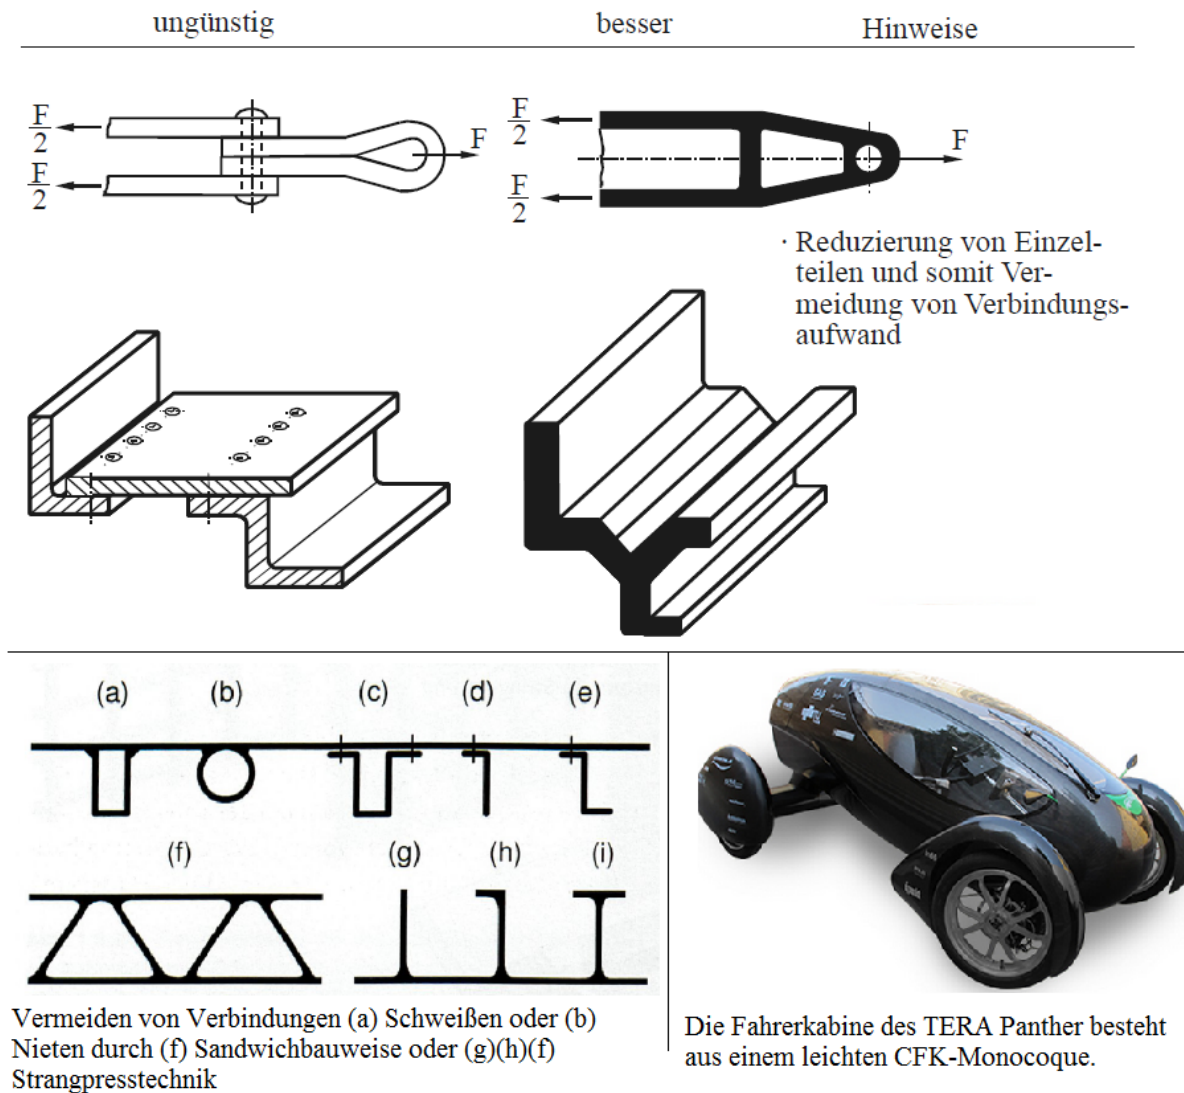 ungünstig besser Hinweise
F
2
F
2
F
F
2
F
2
F
· Reduzierung von Einzel-
teilen und somit Ver-
meidung von Verbindungs-
aufwand
(a) (b) (c) (d) (e)
(f) (g) (h) (i)
Vermeiden von Verbindungen (a) Schweißen oder (b)
Nieten durch (f) Sandwichbauweise oder (g)(h)(f)
Strangpresstechnik
Die Fahrerkabine des TERA Panther besteht
aus einem leichten CFK-Monocoque.